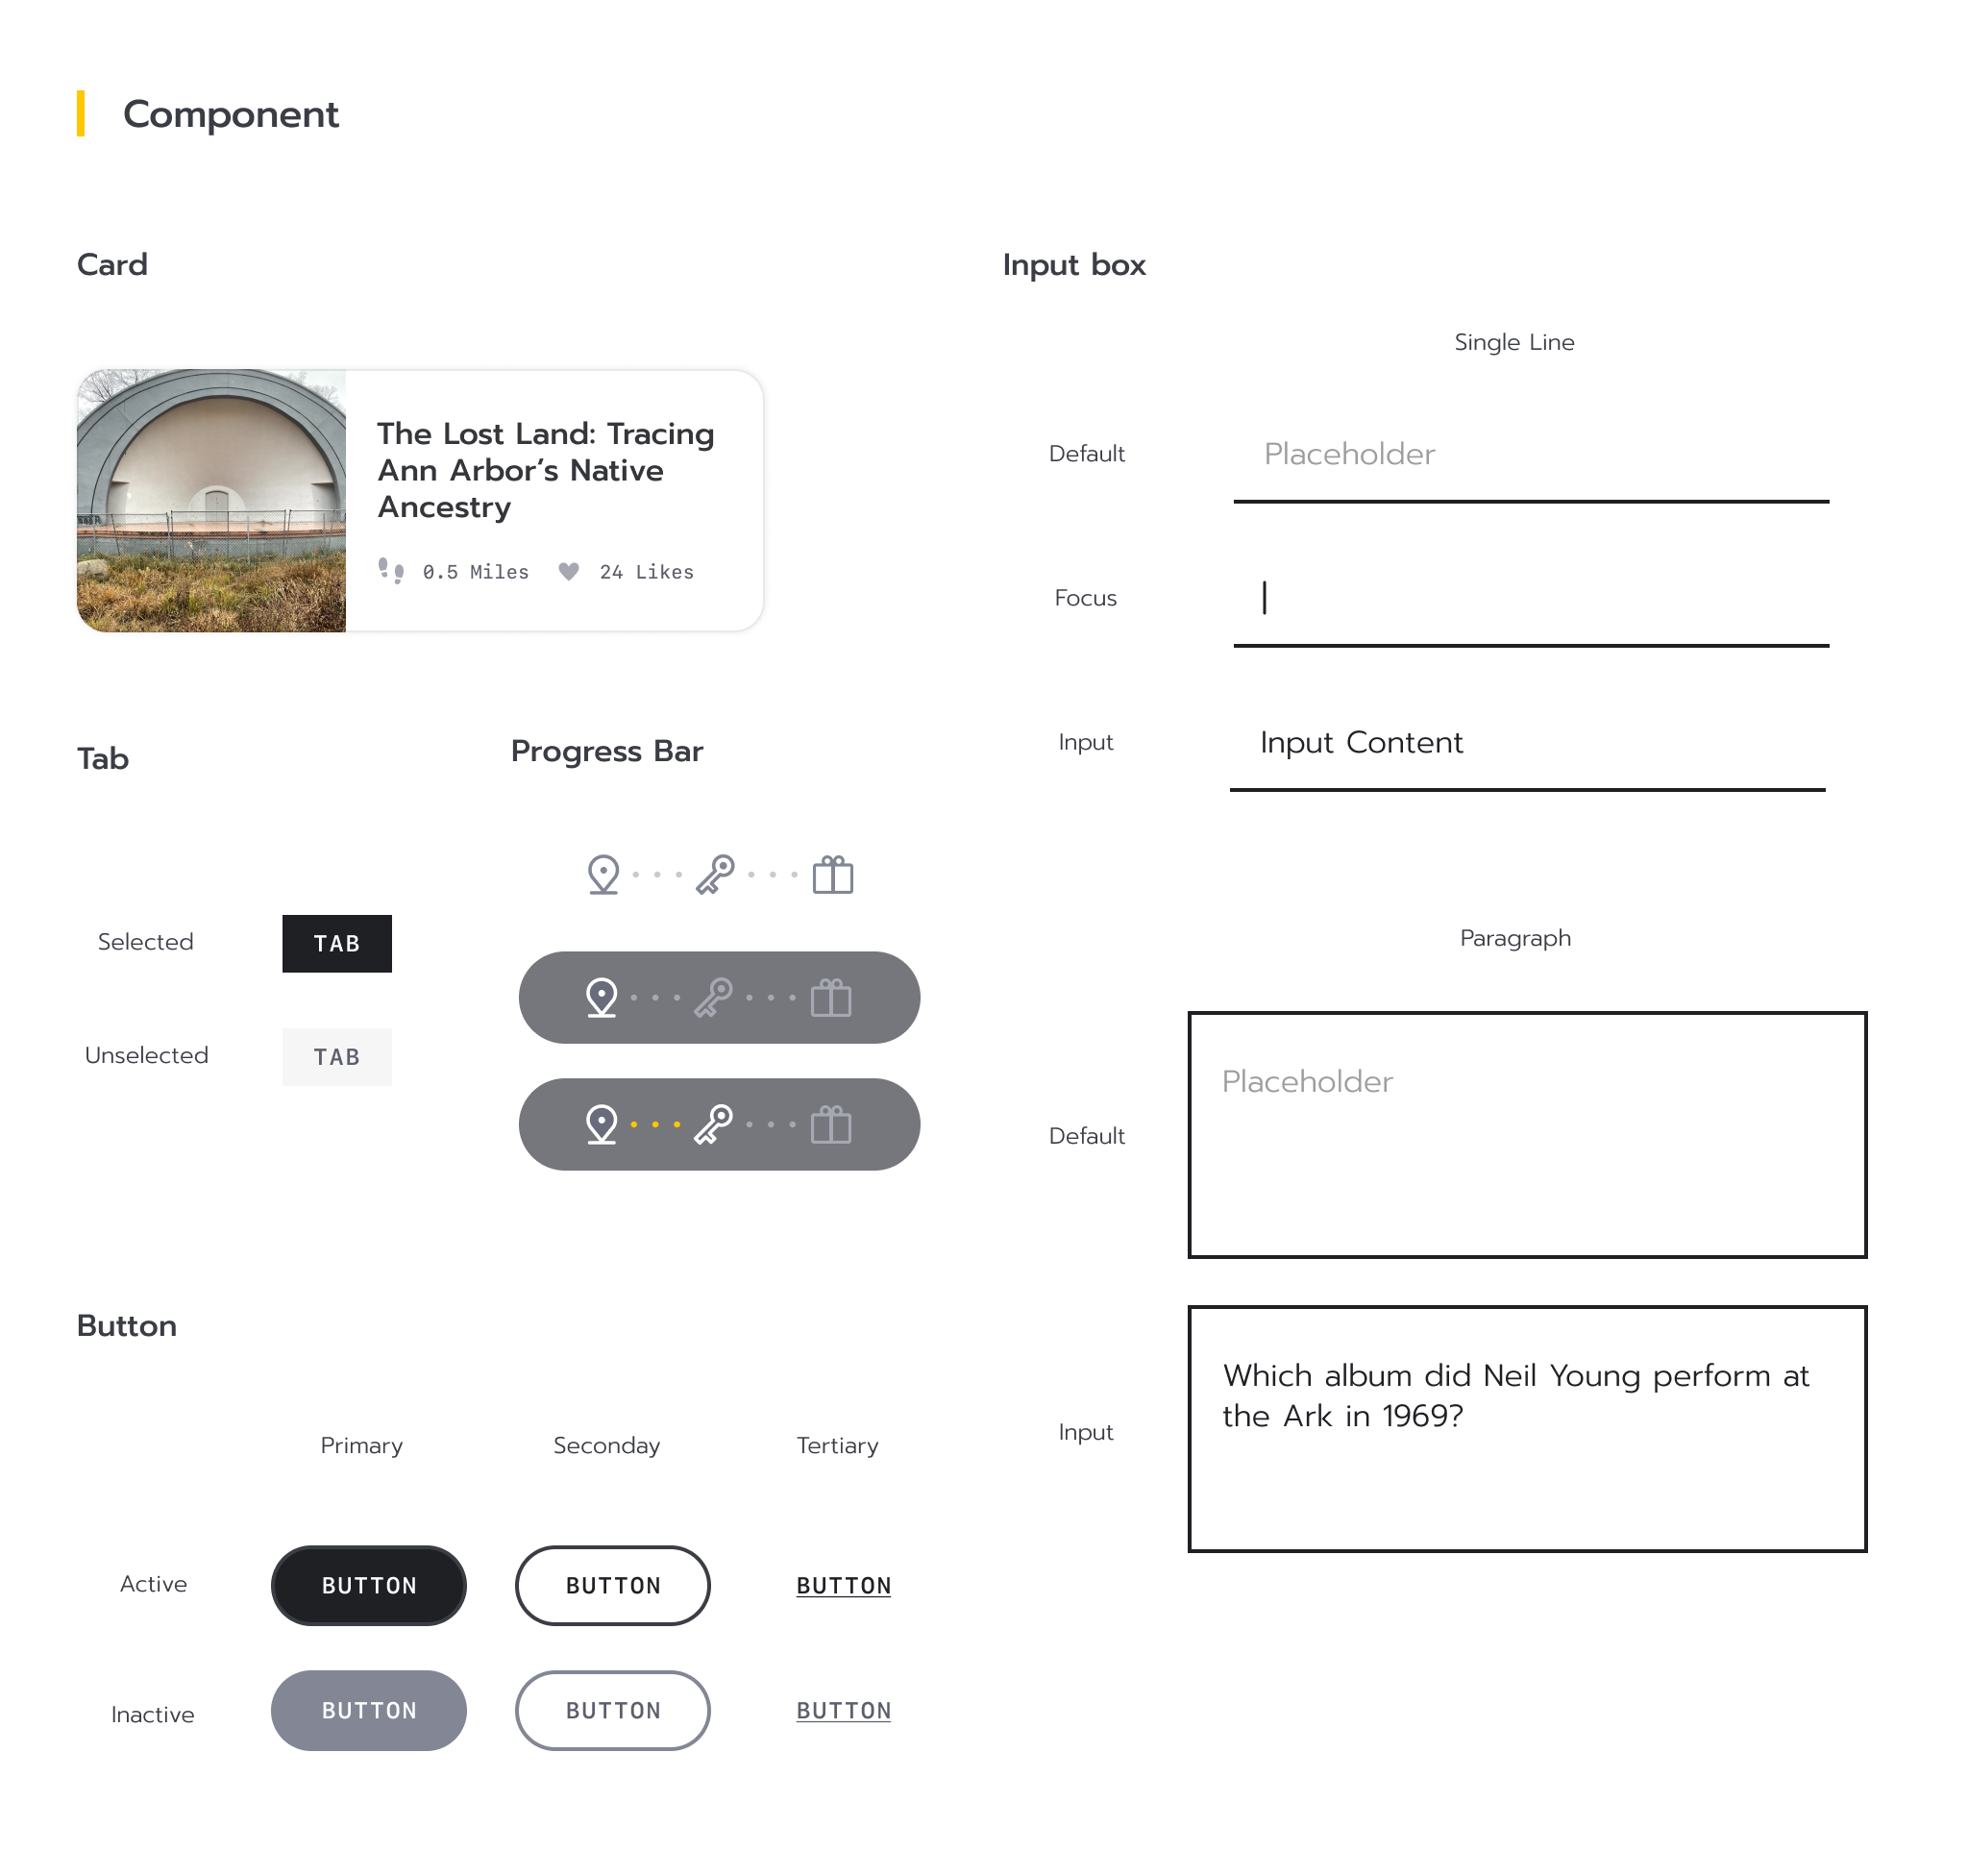 Component
Card
The Lost Land: Tracing
Ann Arbor’s Native
Ancestry
0.5 Miles 24 Likes
Tab
Selected TAB
Unselected TAB
Progress Bar
Button
Primary Seconday Tertiary
Active BUTTON BUTTON BUTTON
Inactive BUTTON BUTTON BUTTON
Input box
Single Line
Default Placeholder
Focus
Input Input Content
Paragraph
Default Placeholder
Input Which album did Neil Young perform at
the Ark in 1969?